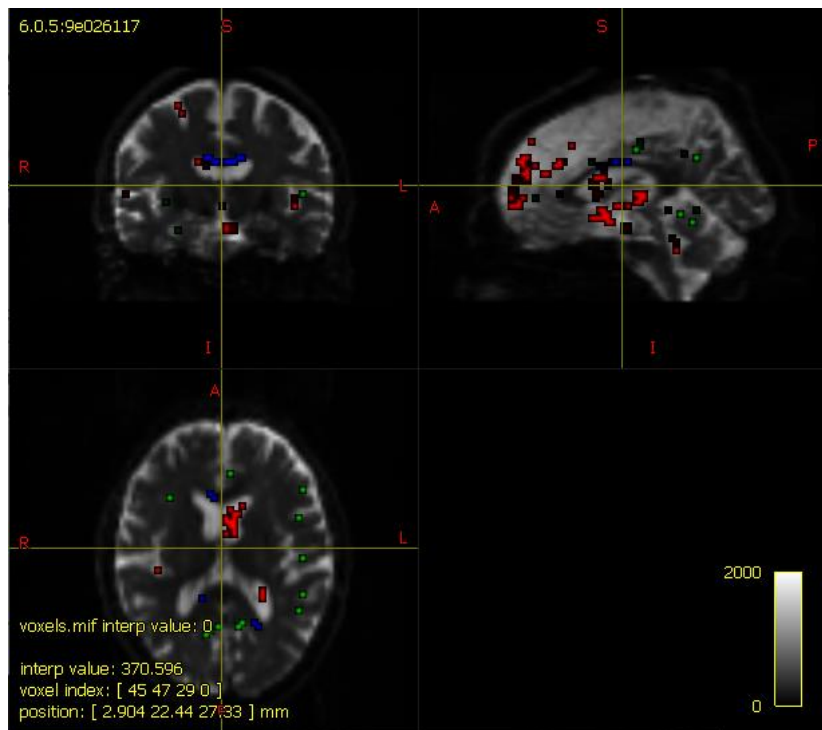 6.0.5:9e026117
S
S
R
L
A
P
I
I
A
R
L
2000
voxels.mif interp value: 0
interp value: 370.596
voxel index: [ 45 47 29 0 ]
0
position: [ 2.904 22.44 27.33 ] mm